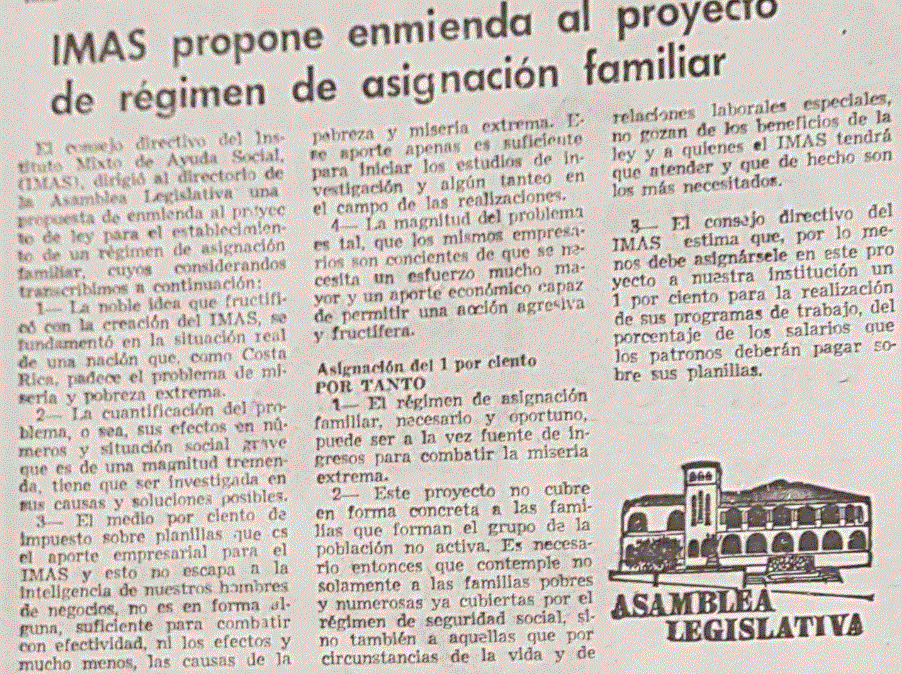 IMAS propone enmienda al proyecto
de régimen de asignación familiar
El consejo directivo del Ins-
tituto Mixto de Ayuda Social,
(IMAS), dirigió al directorio de
la Asamblea Legislativa una
propuesta de enmienda al proyec
to de ley para el establecimien-
to de un régimen de asignación
familiar, cuyos considerandos
transcribimos a continuación:
1— La noble idea que fructifi-
có con la creación del IMAS, se
fundamentó en la situación real
de una nación que, como Costa
Rica, padece el problema de mi-
seria y pobreza extrema.
2— La cuantificación del pro-
blema, o sea, sus efectos en nú-
meros y situación social grave
que es de una magnitud tremen-
da, tiene que ser investigada en
sus causas y soluciones posibles.
3— El medio por ciento de
impuesto sobre planillas que es
el aporte empresarial para el
IMAS y esto no escapa a la
inteligencia de nuestros hombres
de negocios, no es en forma al-
guna, suficiente para combatir
con efectividad, ni los efectos y
mucho menos, las causas de la
pobreza y miseria extrema. E-
se aporte apenas es suficiente
para iniciar los estudios de in-
vestigación y algún tanteo en
el campo de las realizaciones.
4— La magnitud del problema
es tal, que los mismos empresa-
rios son concientes de que se ne-
cesita un esfuerzo mucho ma-
yor y un aporte económico capaz
de permitir una acción agresiva
y fructífera.
Asignación del 1 por ciento
POR TANTO
1— El régimen de asignación
familiar, necesario y oportuno,
puede ser a la vez fuente de in-
gresos para combatir la miseria
extrema.
2— Este proyecto no cubre
en forma concreta a las fami-
lias que forman el grupo de la
población no activa. Es necesa-
rio entonces que contemple no
solamente a las familias pobres
y numerosas ya cubiertas por el
régimen de seguridad social, si-
no también a aquellas que por
circunstancias de la vida y de
relaciones laborales especiales,
no gozan de los beneficios de la
ley y a quienes el IMAS tendrá
que atender y que de hecho son
los más necesitados.
3— El consejo directivo del
IMAS estima que, por lo me-
nos debe asignársele en este pro
yecto a nuestra institución un
1 por ciento para la realización
de sus programas de trabajo, del
porcentaje de los salarios que
los patronos deberán pagar so-
bre sus planillas.
ASAMBLEA
LEGISLATIVA